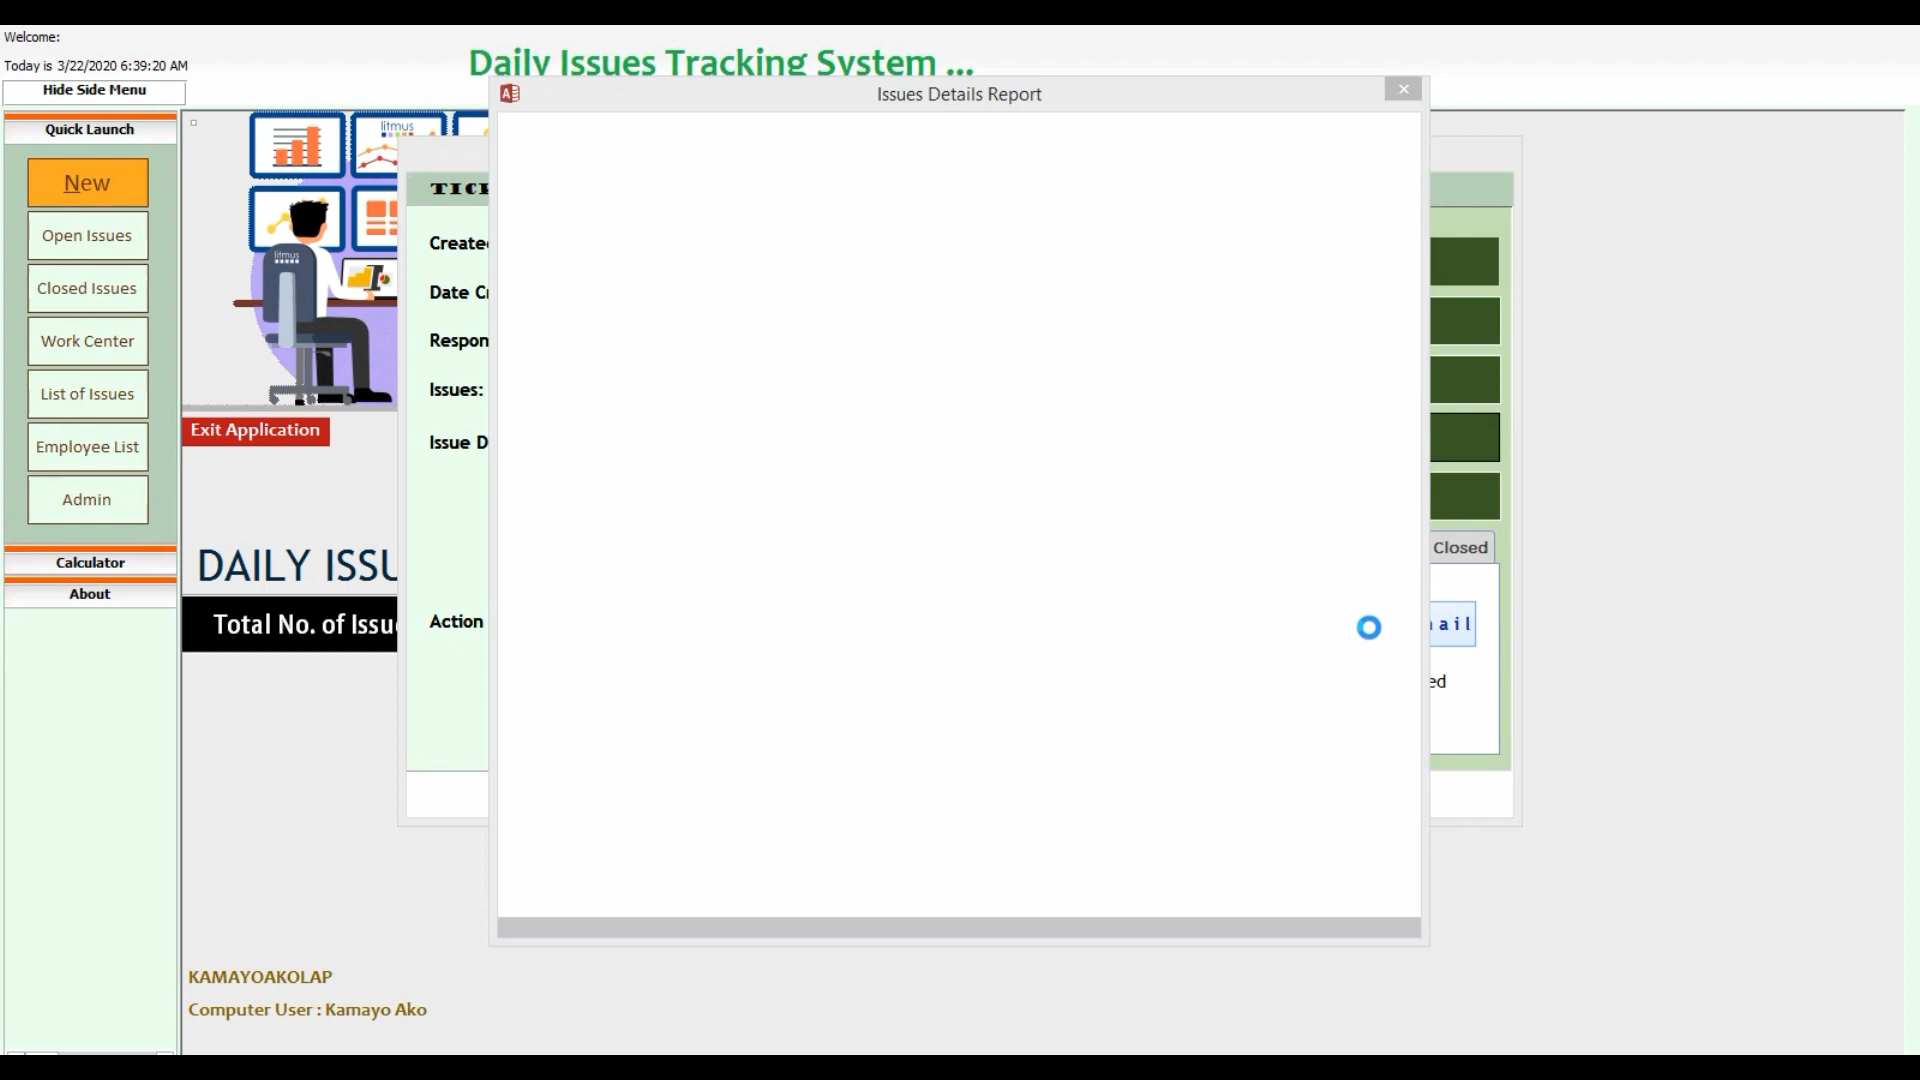 Welcome:
Today is 3/22/2020 6:39:20 AM
Hide Side Menu
Daily Issues Tracking System ...
Issues Details Report
Quick Launch
New
Open Issues
Closed Issues
Work Center
List of Issues
Employee List
Admin
Calculator
About
litmus
litmus
Exit Application
DAILY ISSU
Total No. of Issu
TICK
Create
Date C
Respon
Issues:
Issue D
Action
Closed
ail
ed
KAMAYOAKOLAP
Computer User : Kamayo Ako